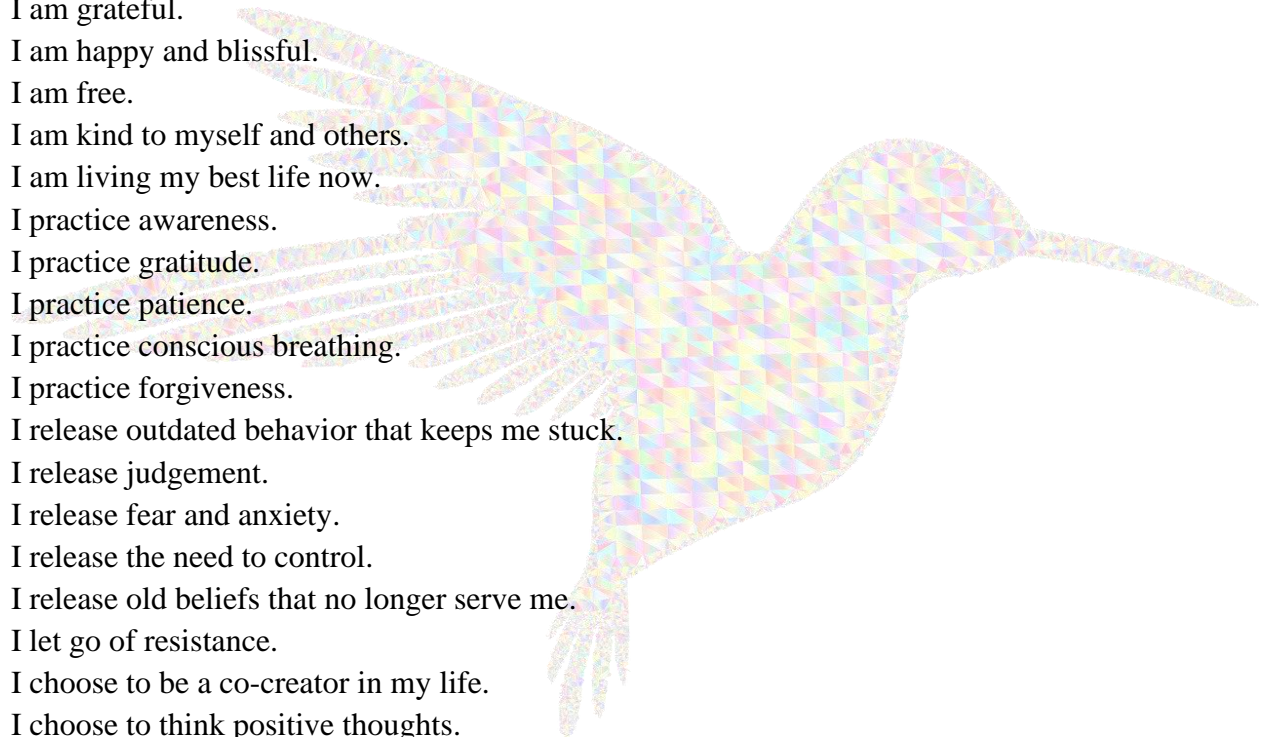 I am grateful.
I am happy and blissful.
I am free.
I am kind to myself and others.
I am living my best life now.
I practice awareness.
I practice gratitude.
I practice patience.
I practice conscious breathing.
I practice forgiveness.
I release outdated behavior that keeps me stuck.
I release judgement.
I release fear and anxiety.
I release the need to control.
I release old beliefs that no longer serve me.
I let go of resistance.
I choose to be a co-creator in my life.
I choose to think positive thoughts.